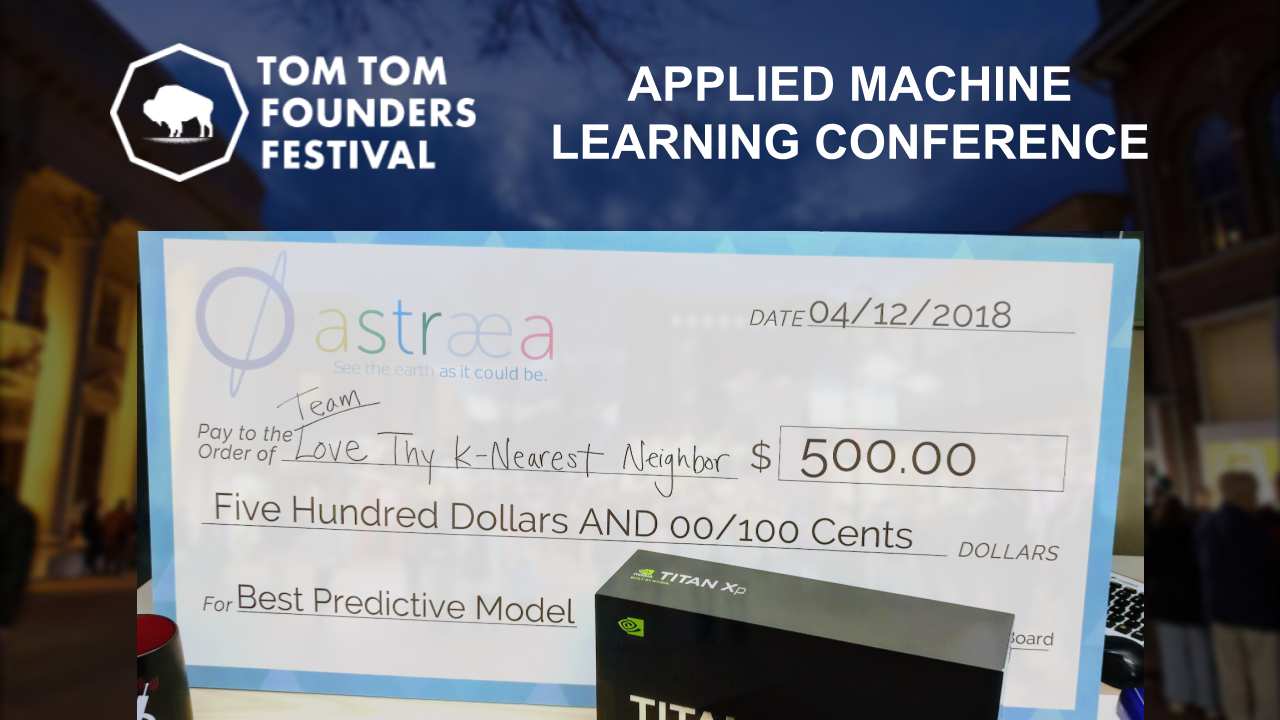 TOM TOM
FOUNDERS
FESTIVAL
APPLIED MACHINE
LEARNING CONFERENCE
astræa
See the earth as it could be.
DATE 04/12/2018
Team
Pay to the
Order of Love Thy K-Nearest Neighbor $ 500.00
Five Hundred Dollars AND 00/100 Cents DOLLARS
For Best Predictive Model
NVIDIA TITAN Xp
Board
TITAN